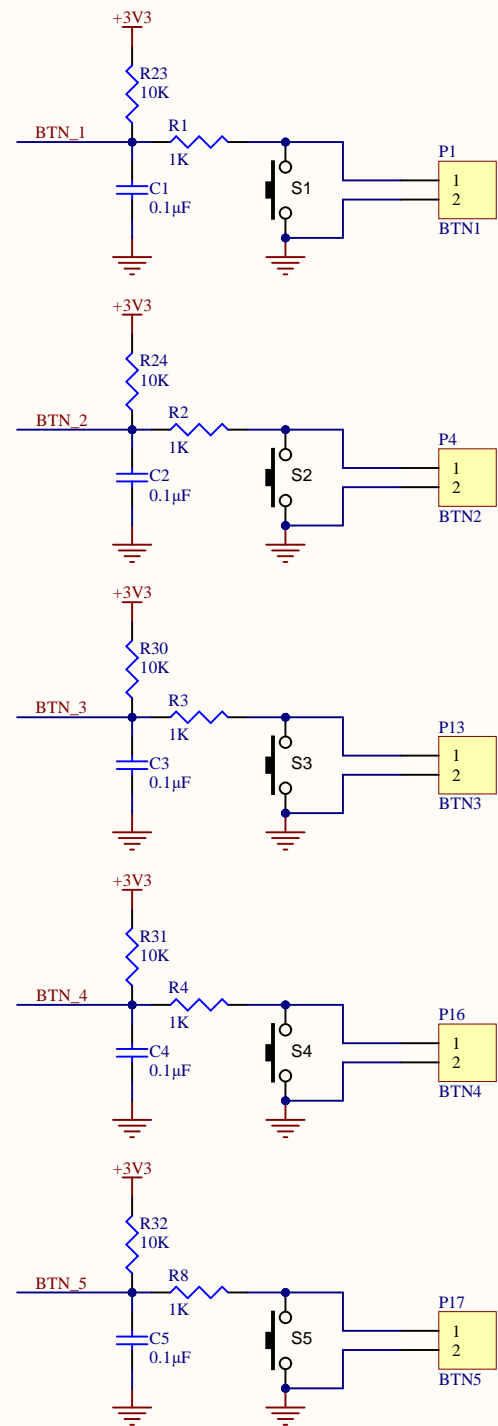 +3V3
R23
10K
BTN_1
R1
1K
C1
0.1µF
S1
P1
1
2
BTN1
+3V3
R24
10K
BTN_2
R2
1K
C2
0.1µF
S2
P4
1
2
BTN2
+3V3
R30
10K
BTN_3
R3
1K
C3
0.1µF
S3
P13
1
2
BTN3
+3V3
R31
10K
BTN_4
R4
1K
C4
0.1µF
S4
P16
1
2
BTN4
+3V3
R32
10K
BTN_5
R8
1K
C5
0.1µF
S5
P17
1
2
BTN5